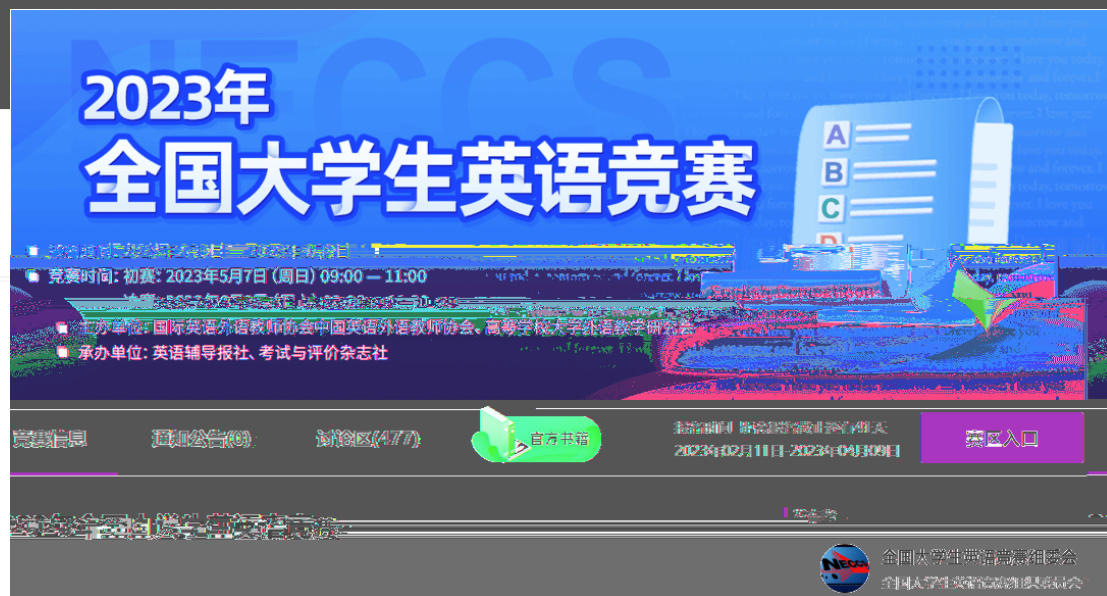 NECCS
2023年
全国大学生英语竞赛
A
B
C
D
竞赛时间：初赛：2023年5月7日（周日）09:00 — 11:00
主办单位：国际英语外语教师协会中国英语外语教师协会、高等学校大学外语教学研究会
承办单位：英语辅导报社、考试与评价杂志社
竞赛信息
通知公告(0)
讨论区(477)
官方书籍
2023年02月11日-2023年04月09日
赛区入口
NECCS
全国大学生英语竞赛组委会